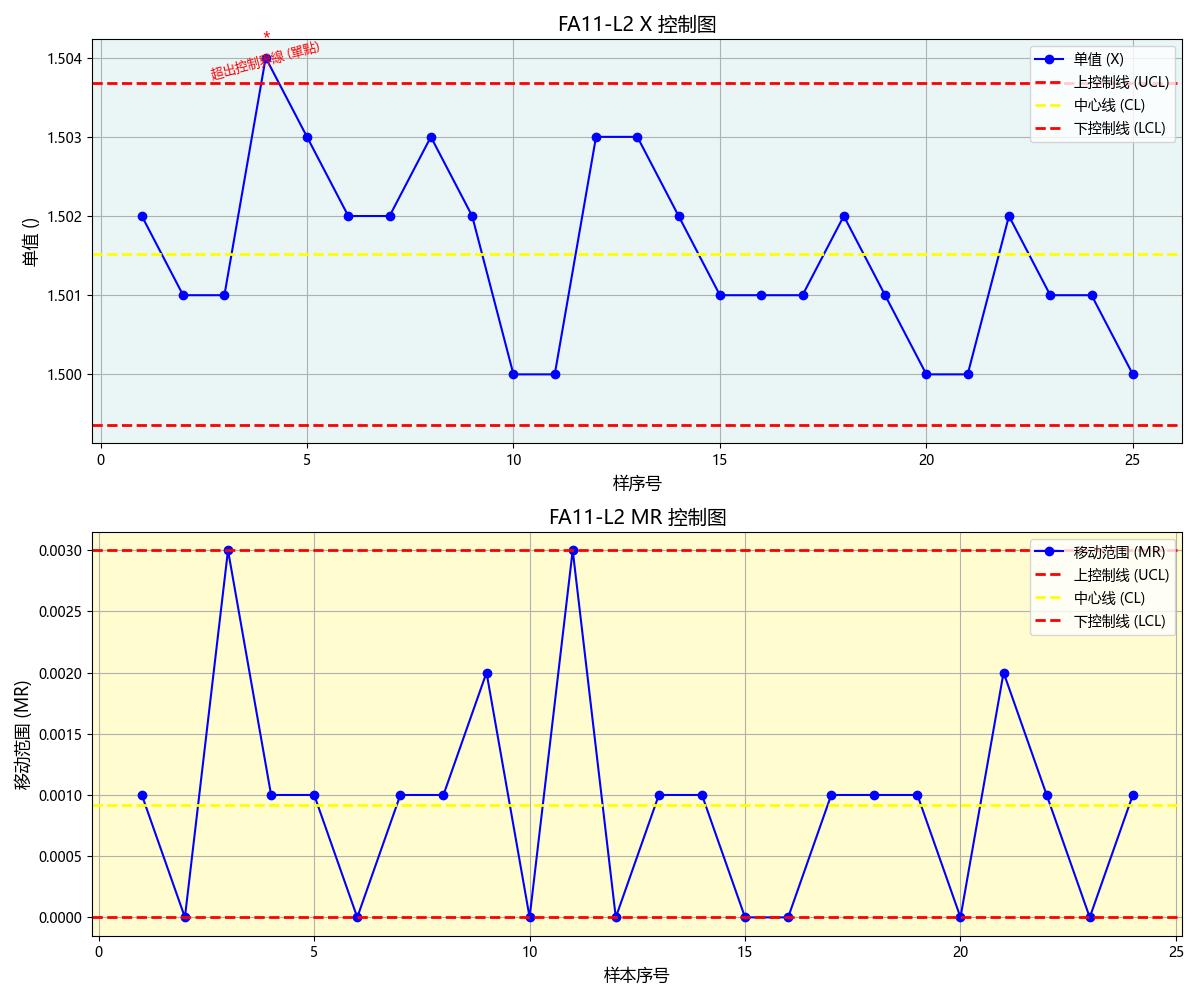 FA11-L2 X 控制图
*
超出控制界線 (單點)
单值 (X)
上控制线 (UCL)
中心线 (CL)
下控制线 (LCL)
单值 ()
1.504
1.503
1.502
1.501
1.500
0 5 10 15 20 25
样序号
FA11-L2 MR 控制图
移动范围 (MR)
上控制线 (UCL)
中心线 (CL)
下控制线 (LCL)
移动范围 (MR)
0.0030
0.0025
0.0020
0.0015
0.0010
0.0005
0.0000
0 5 10 15 20 25
样本序号